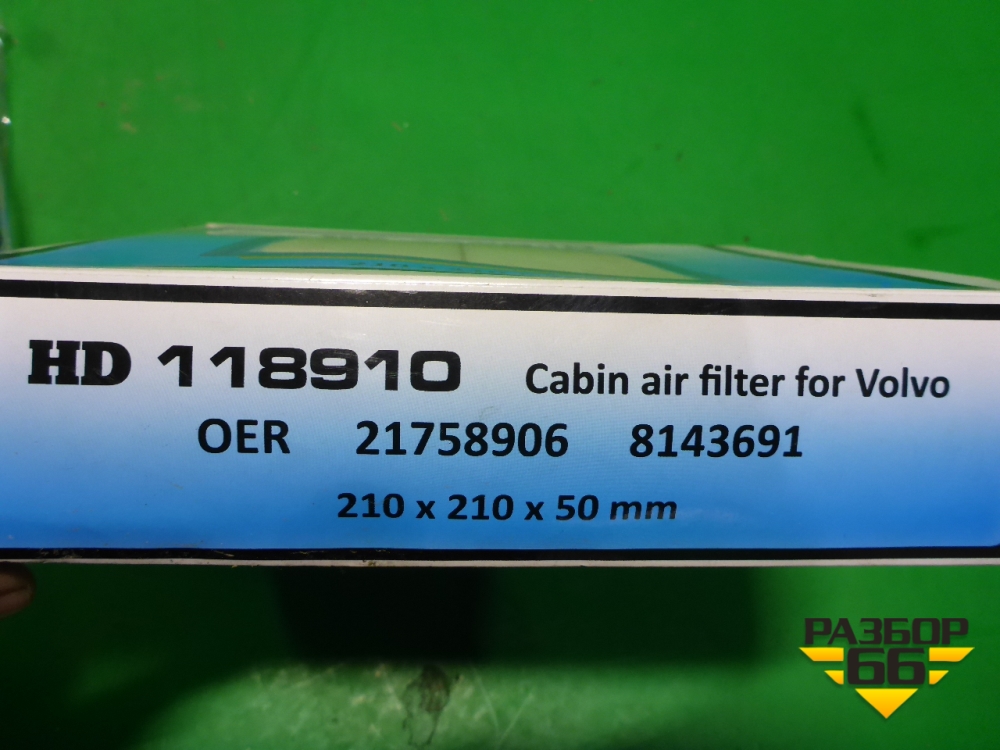 HD 118910 Cabin air filter for Volvo
OER 21758906 8143691
210 x 210 x 50 mm
РАЗБОР
66